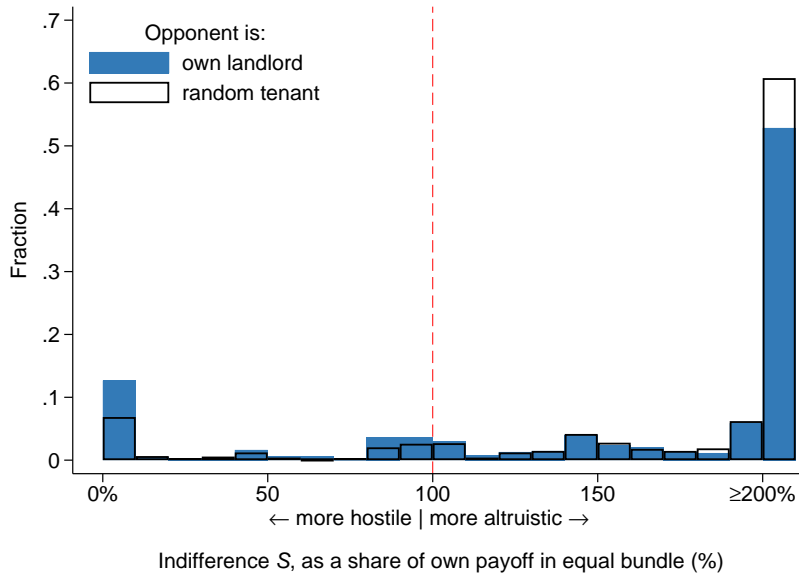 Opponent is:
own landlord
random tenant
Fraction
.7
.6
.5
.4
.3
.2
.1
0
0% 50 100 150 ≥200%
← more hostile | more altruistic →
Indifference S, as a share of own payoff in equal bundle (%)